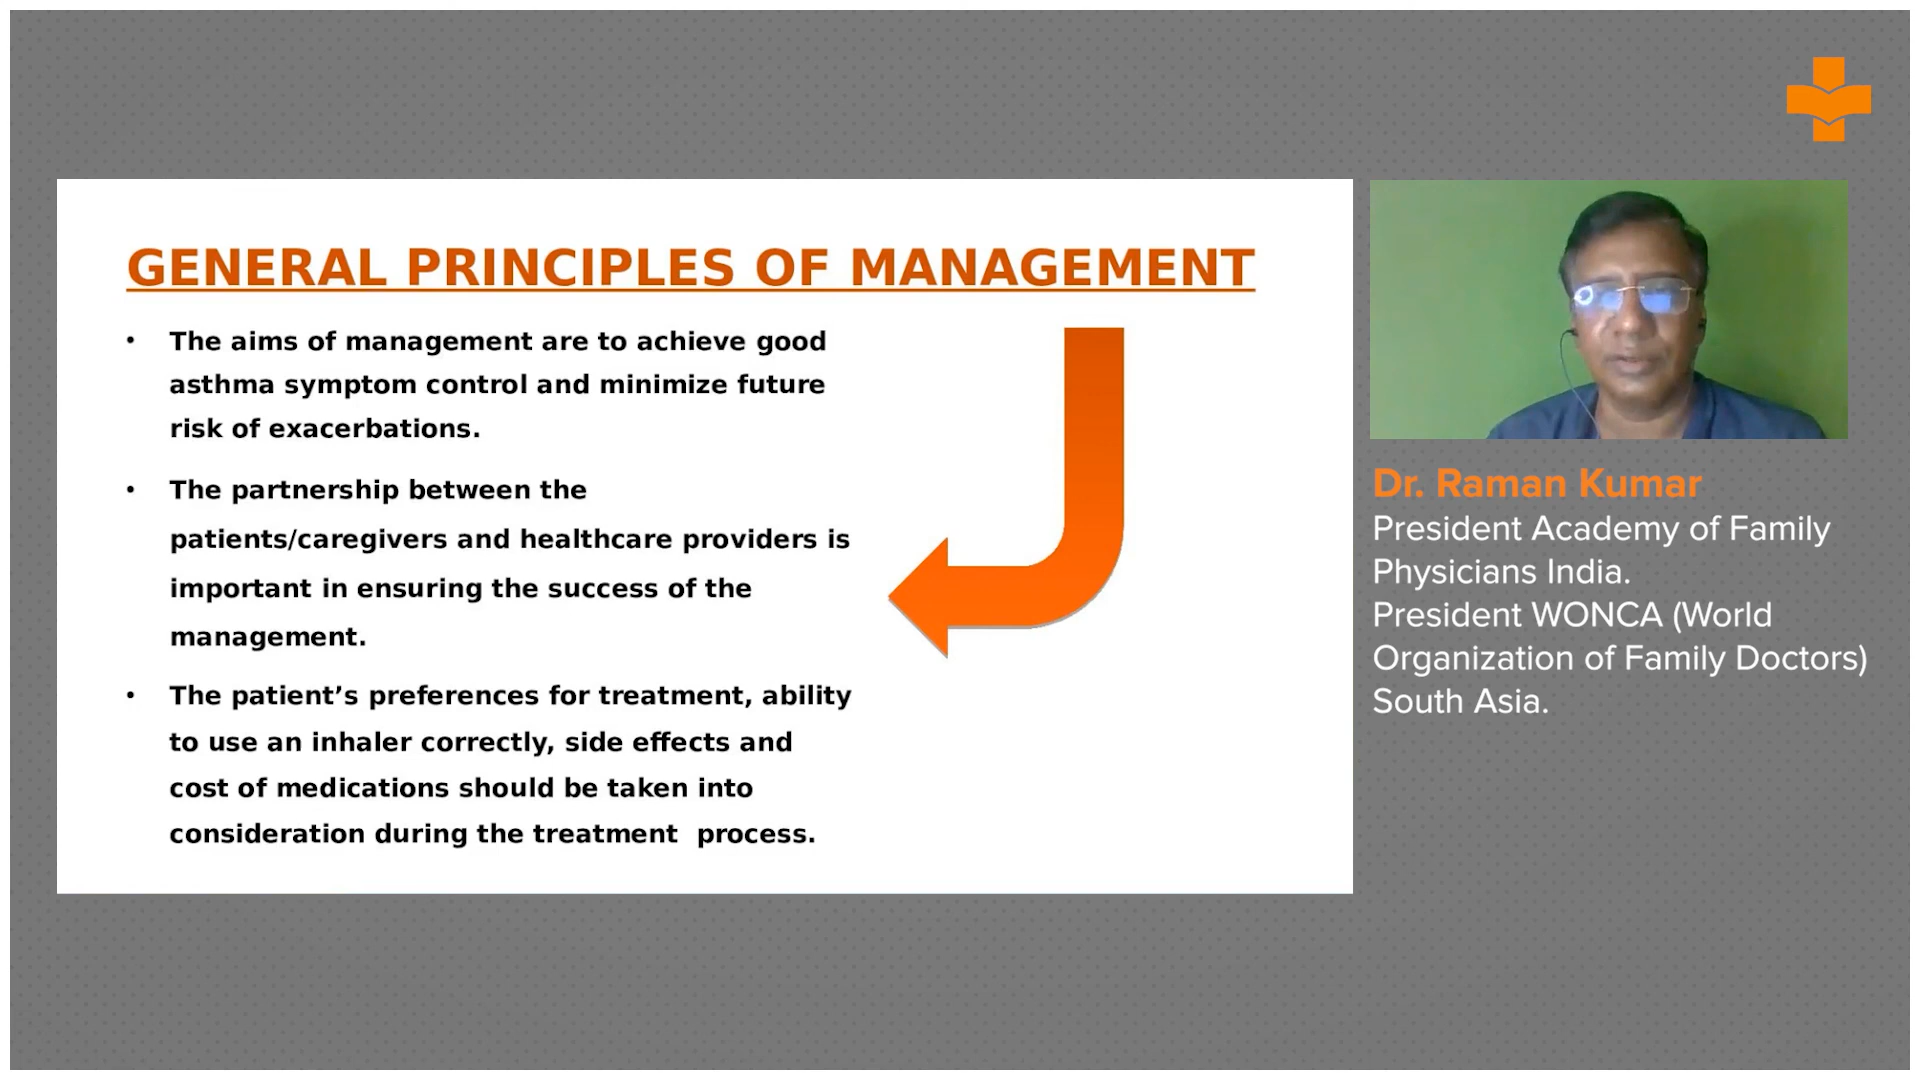 GENERAL PRINCIPLES OF MANAGEMENT
• The aims of management are to achieve good
asthma symptom control and minimize future
risk of exacerbations.
• The partnership between the
patients/caregivers and healthcare providers is
important in ensuring the success of the
management.
• The patient’s preferences for treatment, ability
to use an inhaler correctly, side effects and
cost of medications should be taken into
consideration during the treatment  process.
Dr. Raman Kumar
President Academy of Family
Physicians India.
President WONCA (World
Organization of Family Doctors)
South Asia.